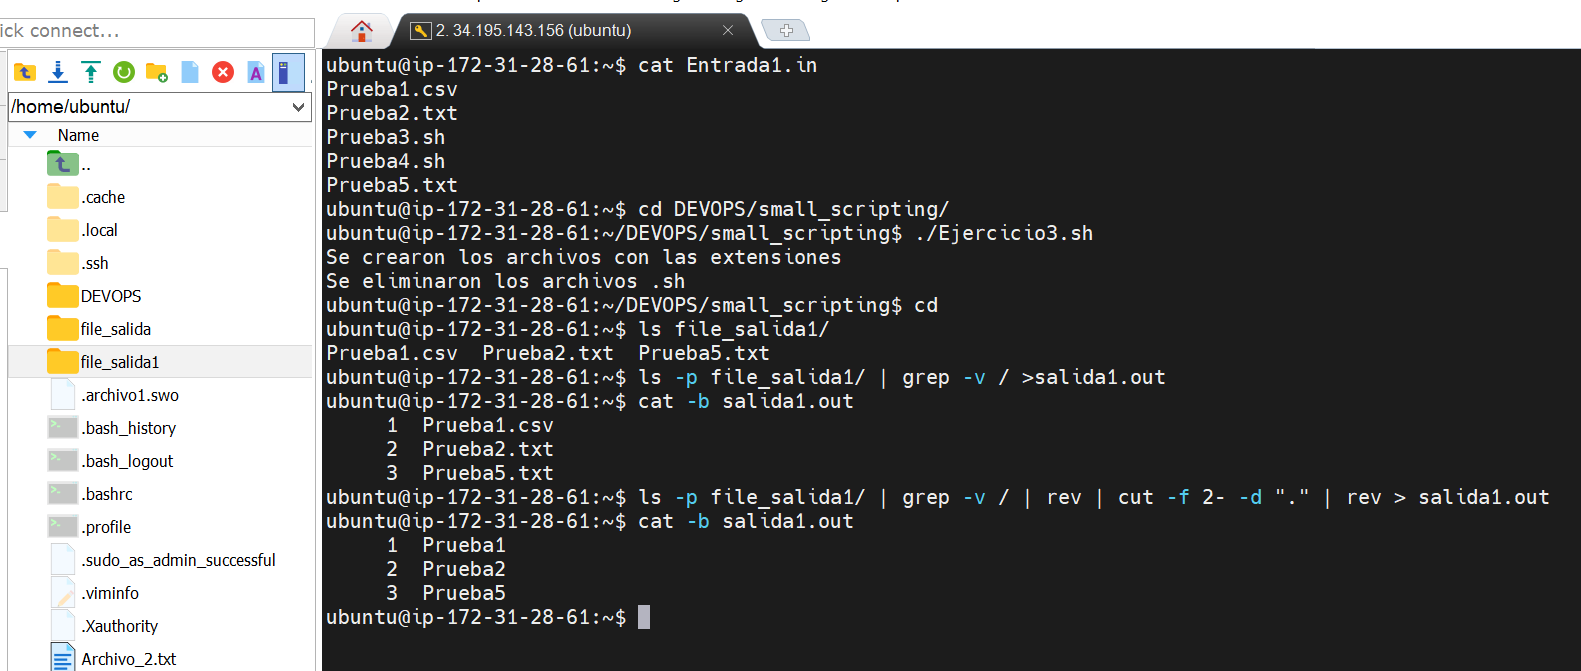 ick connect...
2. 34.195.143.156 (ubuntu)
/home/ubuntu/
Name
..
.cache
.local
.ssh
DEVOPS
file_salida
file_salida1
.archivo1.swo
.bash_history
.bash_logout
.bashrc
.profile
.sudo_as_admin_successful
.viminfo
.Xauthority
Archivo_2.txt
ubuntu@ip-172-31-28-61:~$ cat Entrada1.in
Prueba1.csv
Prueba2.txt
Prueba3.sh
Prueba4.sh
Prueba5.txt
ubuntu@ip-172-31-28-61:~$ cd DEVOPS/small_scripting/
ubuntu@ip-172-31-28-61:~/DEVOPS/small_scripting$ ./Ejercicio3.sh
Se crearon los archivos con las extensiones
Se eliminaron los archivos .sh
ubuntu@ip-172-31-28-61:~/DEVOPS/small_scripting$ cd
ubuntu@ip-172-31-28-61:~$ ls file_salida1/
Prueba1.csv  Prueba2.txt  Prueba5.txt
ubuntu@ip-172-31-28-61:~$ ls -p file_salida1/ | grep -v / >salida1.out
ubuntu@ip-172-31-28-61:~$ cat -b salida1.out
     1  Prueba1.csv
     2  Prueba2.txt
     3  Prueba5.txt
ubuntu@ip-172-31-28-61:~$ ls -p file_salida1/ | grep -v / | rev | cut -f 2- -d "." | rev > salida1.out
ubuntu@ip-172-31-28-61:~$ cat -b salida1.out
     1  Prueba1
     2  Prueba2
     3  Prueba5
ubuntu@ip-172-31-28-61:~$